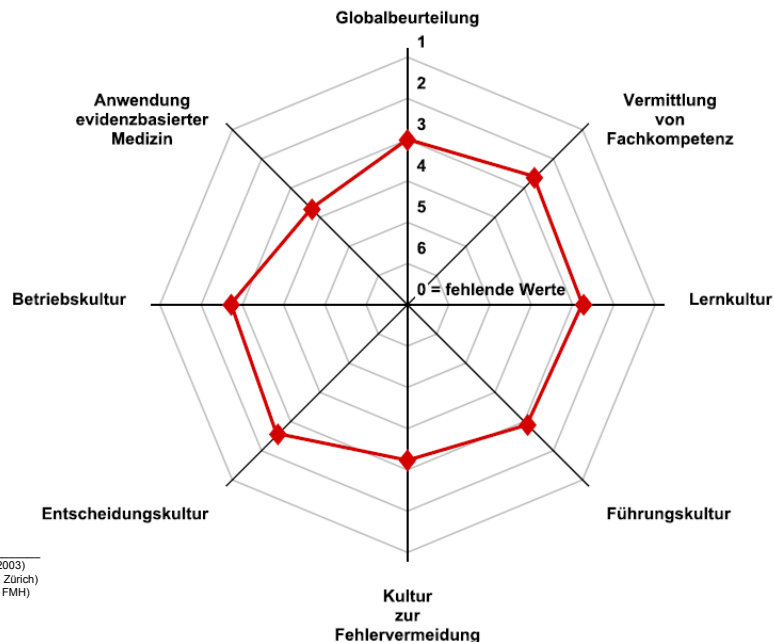 Globalbeurteilung
1
2
3
4
5
6
0 = fehlende Werte
Vermittlung
von
Fachkompetenz
Lernkultur
Führungskultur
Kultur
zur
Fehlervermeidung
Entscheidungskultur
Betriebskultur
Anwendung
evidenzbasierter
Medizin
2003)
Zürich)
FMH)